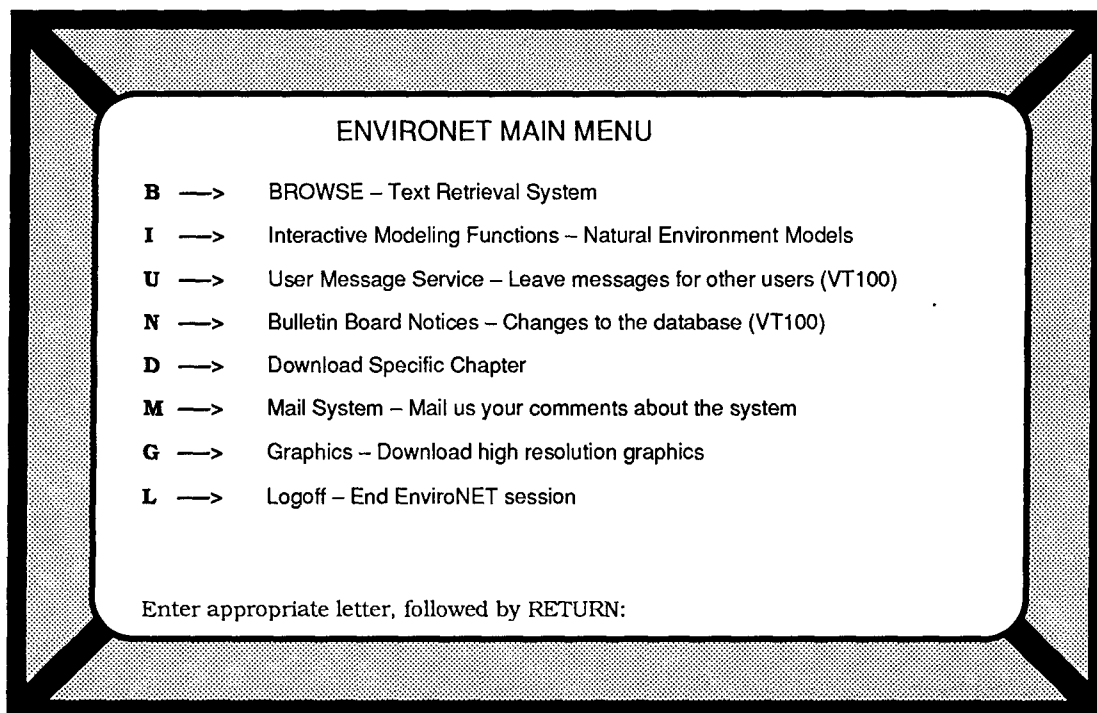 ENVIRONET MAIN MENU
B —> BROWSE – Text Retrieval System
I —> Interactive Modeling Functions – Natural Environment Models
U —> User Message Service – Leave messages for other users (VT100)
N —> Bulletin Board Notices – Changes to the database (VT100)
D —> Download Specific Chapter
M —> Mail System – Mail us your comments about the system
G —> Graphics – Download high resolution graphics
L —> Logoff – End EnviroNET session
Enter appropriate letter, followed by RETURN: